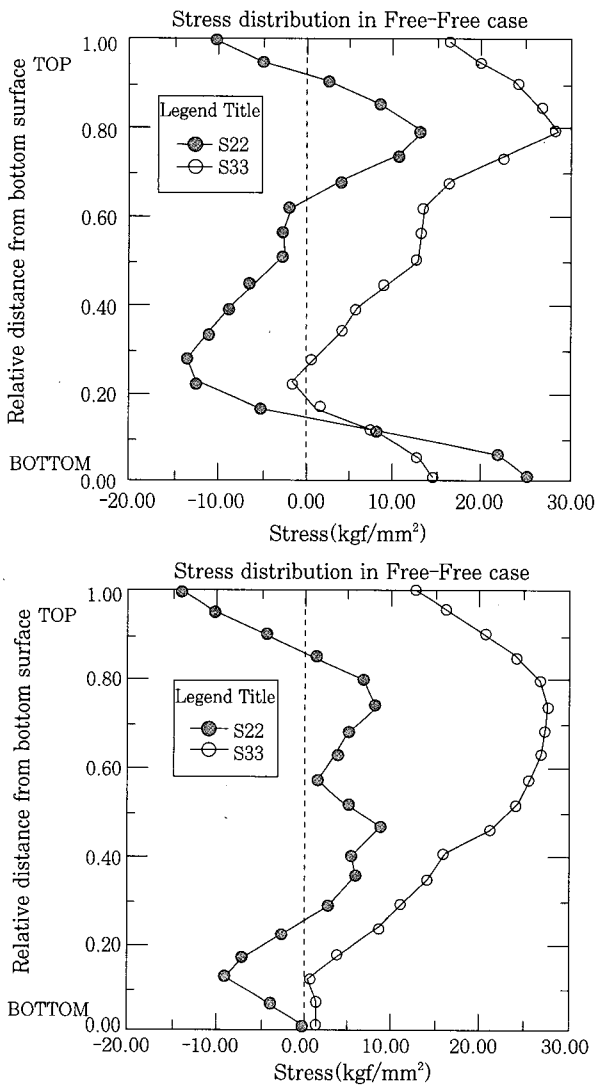 Stress distribution in Free-Free case
1.00
TOP
0.80
0.60
0.40
0.20
BOTTOM
0.00
Relative distance from bottom surface
Legend Title
S22
S33
-20.00 -10.00 0.00 10.00 20.00 30.00
Stress(kgf/mm²)
Stress distribution in Free-Free case
1.00
TOP
0.80
0.60
0.40
0.20
BOTTOM
0.00
Relative distance from bottom surface
Legend Title
S22
S33
-20.00 -10.00 0.00 10.00 20.00 30.00
Stress(kgf/mm²)